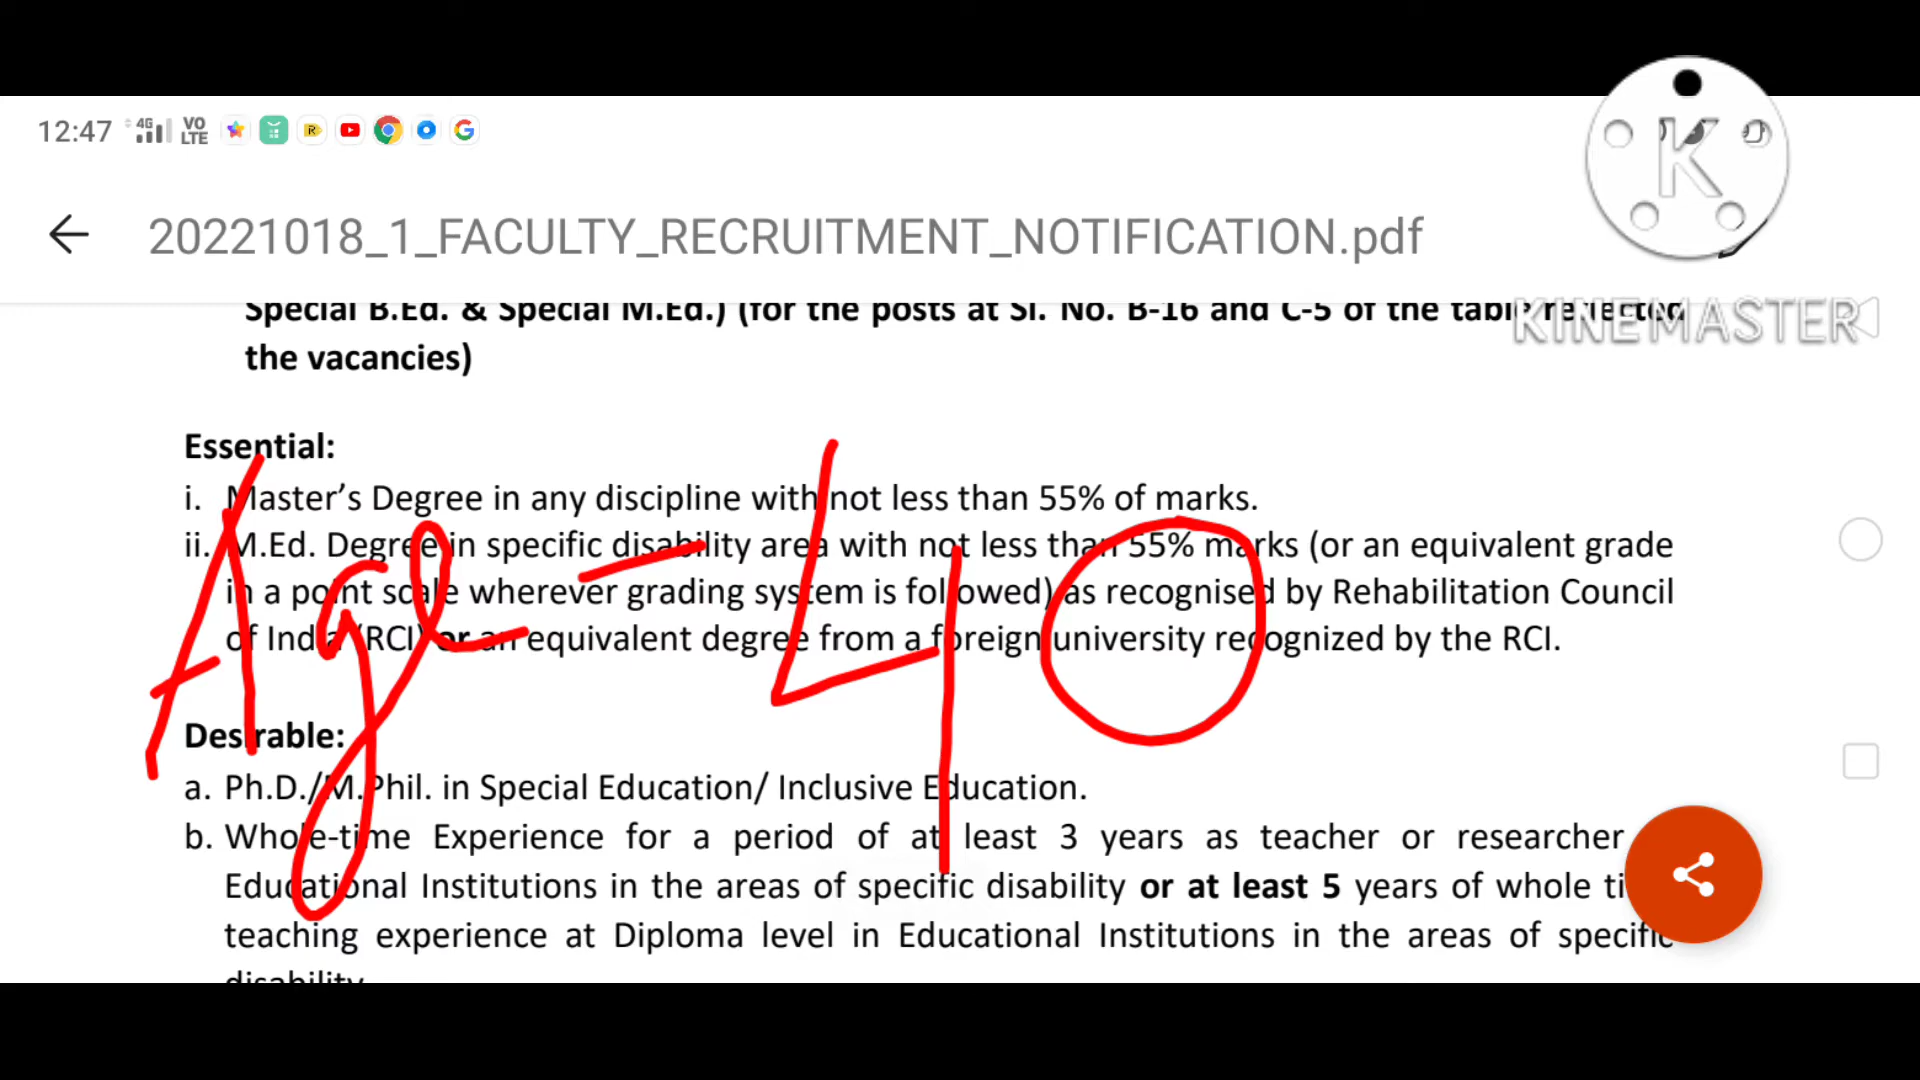 12:47 4G VO LTE
K
20221018_1_FACULTY_RECRUITMENT_NOTIFICATION.pdf
KINEMASTER
Special B.Ed. & Special M.Ed.) (for the posts at Sl. No. B-16 and C-5 of the table reflected
the vacancies)
Essential:
i. Master's Degree in any discipline with not less than 55% of marks.
ii. M.Ed. Degree in specific disability area with not less than 55% marks (or an equivalent grade
in a point scale wherever grading system is followed) as recognised by Rehabilitation Council
of India (RCI) or an equivalent degree from a foreign university recognized by the RCI.
Age - 40
Desirable:
a. Ph.D./M.Phil. in Special Education/ Inclusive Education.
b. Whole-time Experience for a period of at least 3 years as teacher or researcher
Educational Institutions in the areas of specific disability or at least 5 years of whole ti
teaching experience at Diploma level in Educational Institutions in the areas of specific
disability